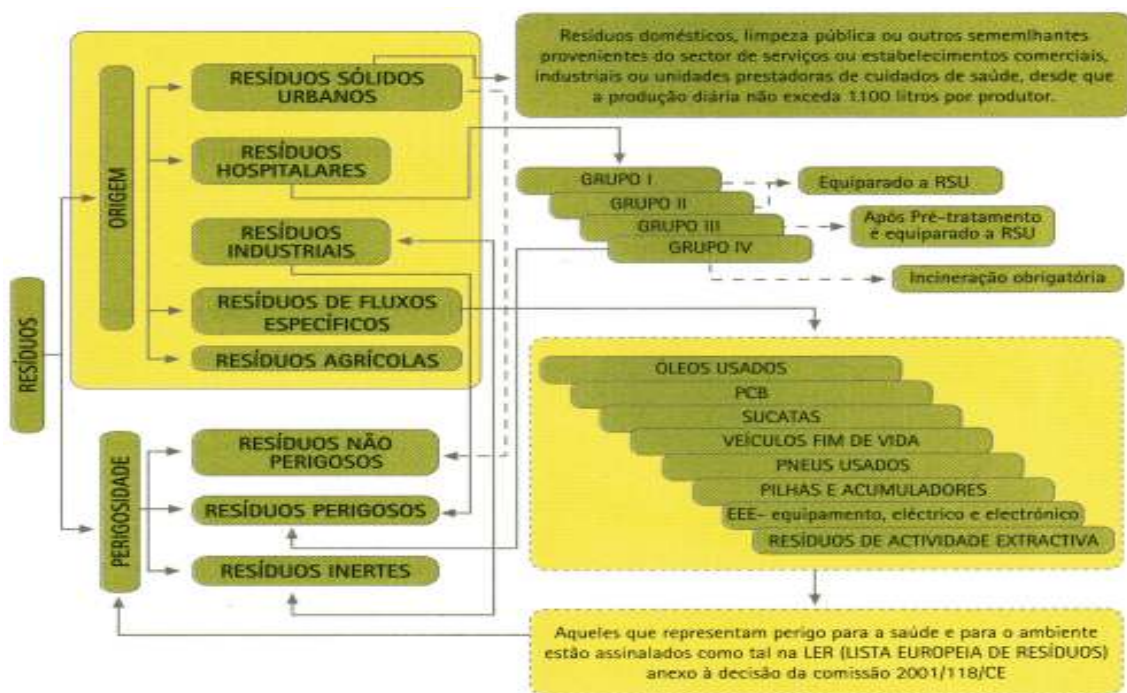 Resíduos domésticos, limpeza pública ou outros sememlhantes
provenientes do sector de serviços ou estabelecimentos comerciais,
industriais ou unidades prestadoras de cuidados de saúde, desde que
a produção diária não exceda 1100 litros por produtor.
RESÍDUOS
ORIGEM
RESÍDUOS SÓLIDOS
URBANOS
RESÍDUOS
HOSPITALARES
RESÍDUOS
INDUSTRIAIS
RESÍDUOS DE FLUXOS
ESPECÍFICOS
RESÍDUOS AGRÍCOLAS
GRUPO I
GRUPO II
GRUPO III
GRUPO IV
Equiparado a RSU
Após Pré-tratamento
é equiparado a RSU
Incineração obrigatória
PERIGOSIDADE
RESÍDUOS NÃO
PERIGOSOS
RESÍDUOS PERIGOSOS
RESÍDUOS INERTES
ÓLEOS USADOS
PCB
SUCATAS
VEÍCULOS FIM DE VIDA
PNEUS USADOS
PILHAS E ACUMULADORES
EEE- equipamento, eléctrico e electrónico
RESÍDUOS DE ACTIVIDADE EXTRACTIVA
Aqueles que representam perigo para a saúde e para o ambiente
estão assinalados como tal na LER (LISTA EUROPEIA DE RESÍDUOS)
anexo à decisão da comissão 2001/118/CE